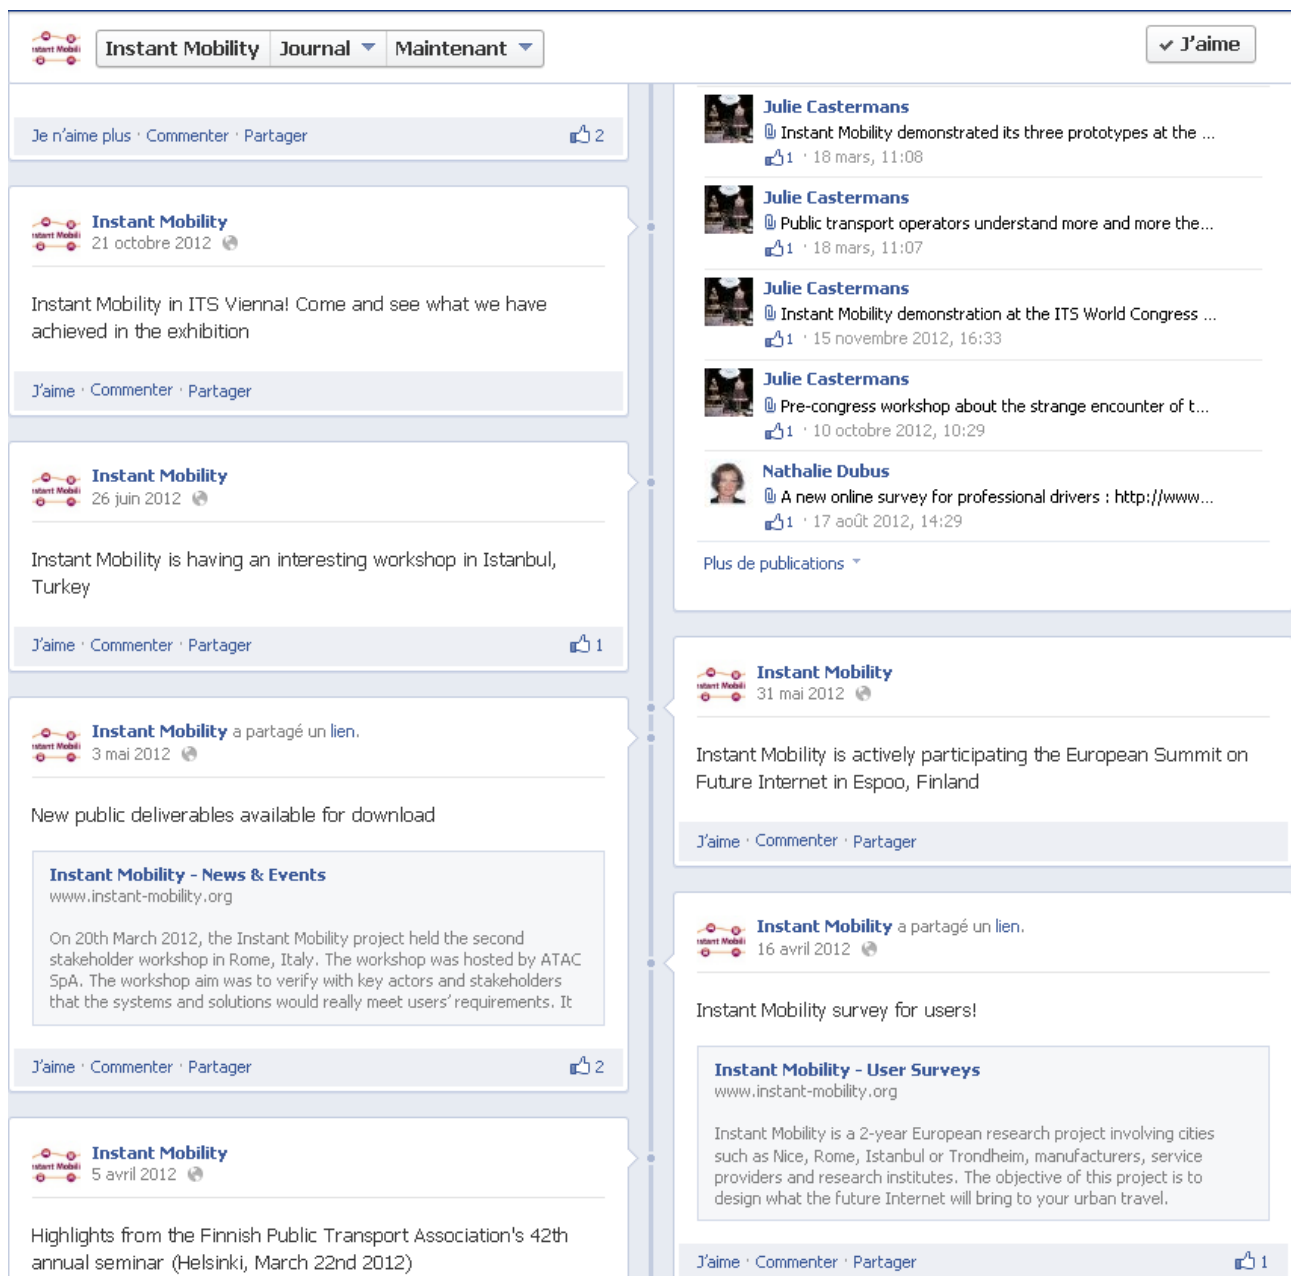 Instant Mobility Journal Maintenant
J'aime
Je n'aime plus · Commenter · Partager 2
Instant Mobility
21 octobre 2012
Instant Mobility in ITS Vienna! Come and see what we have
achieved in the exhibition
J'aime · Commenter · Partager
Instant Mobility
26 juin 2012
Instant Mobility is having an interesting workshop in Istanbul,
Turkey
J'aime · Commenter · Partager 1
Instant Mobility a partagé un lien.
3 mai 2012
New public deliverables available for download
Instant Mobility - News & Events
www.instant-mobility.org
On 20th March 2012, the Instant Mobility project held the second
stakeholder workshop in Rome, Italy. The workshop was hosted by ATAC
SpA. The workshop aim was to verify with key actors and stakeholders
that the systems and solutions would really meet users' requirements. It
J'aime · Commenter · Partager 2
Instant Mobility
5 avril 2012
Highlights from the Finnish Public Transport Association's 42th
annual seminar (Helsinki, March 22nd 2012)
Julie Castermans
Instant Mobility demonstrated its three prototypes at the ...
1 · 18 mars, 11:08
Julie Castermans
Public transport operators understand more and more the...
1 · 18 mars, 11:07
Julie Castermans
Instant Mobility demonstration at the ITS World Congress ...
1 · 15 novembre 2012, 16:33
Julie Castermans
Pre-congress workshop about the strange encounter of t...
1 · 10 octobre 2012, 10:29
Nathalie Dubus
A new online survey for professional drivers : http://www...
1 · 17 août 2012, 14:29
Plus de publications
Instant Mobility
31 mai 2012
Instant Mobility is actively participating the European Summit on
Future Internet in Espoo, Finland
J'aime · Commenter · Partager
Instant Mobility a partagé un lien.
16 avril 2012
Instant Mobility survey for users!
Instant Mobility - User Surveys
www.instant-mobility.org
Instant Mobility is a 2-year European research project involving cities
such as Nice, Rome, Istanbul or Trondheim, manufacturers, service
providers and research institutes. The objective of this project is to
design what the future Internet will bring to your urban travel.
J'aime · Commenter · Partager 1